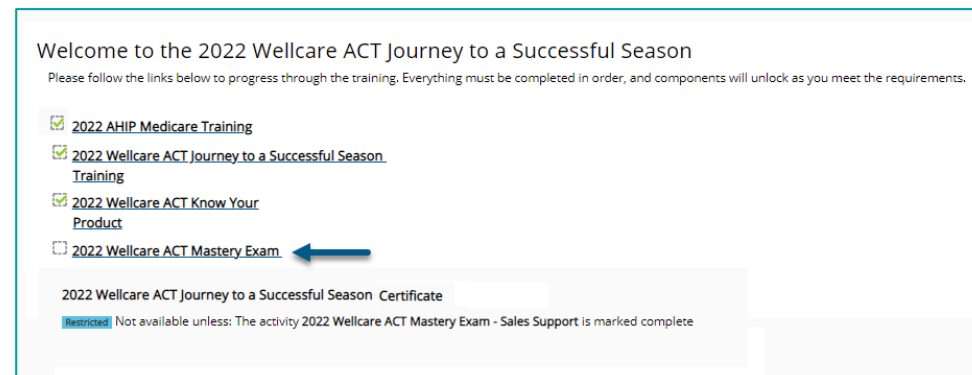 Welcome to the 2022 Wellcare ACT Journey to a Successful Season
Please follow the links below to progress through the training. Everything must be completed in order, and components will unlock as you meet the requirements.
2022 AHIP Medicare Training
2022 Wellcare ACT Journey to a Successful Season
Training
2022 Wellcare ACT Know Your
Product
2022 Wellcare ACT Mastery Exam
2022 Wellcare ACT Journey to a Successful Season Certificate
Restricted Not available unless: The activity 2022 Wellcare ACT Mastery Exam - Sales Support is marked complete